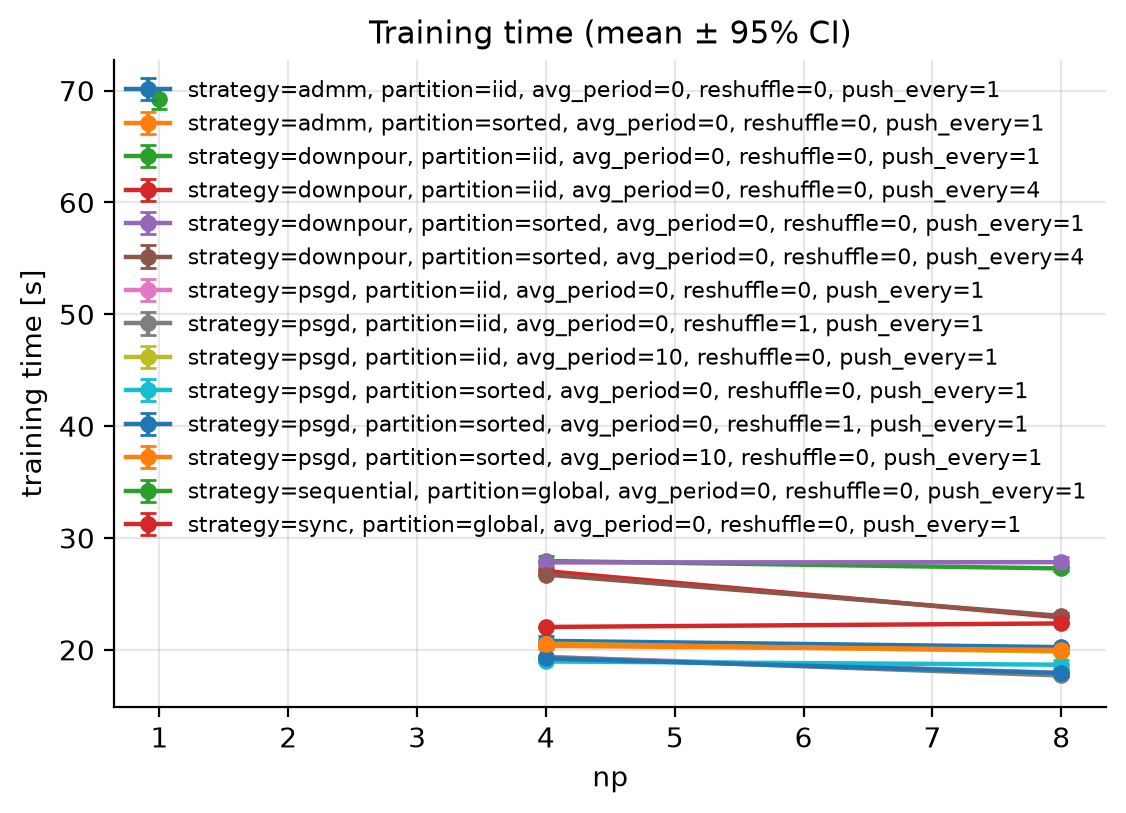 Training time (mean ± 95% CI)
70
60
50
40
30
20
training time [s]
strategy=admm, partition=iid, avg_period=0, reshuffle=0, push_every=1
strategy=admm, partition=sorted, avg_period=0, reshuffle=0, push_every=1
strategy=downpour, partition=iid, avg_period=0, reshuffle=0, push_every=1
strategy=downpour, partition=iid, avg_period=0, reshuffle=0, push_every=4
strategy=downpour, partition=sorted, avg_period=0, reshuffle=0, push_every=1
strategy=downpour, partition=sorted, avg_period=0, reshuffle=0, push_every=4
strategy=psgd, partition=iid, avg_period=0, reshuffle=0, push_every=1
strategy=psgd, partition=iid, avg_period=0, reshuffle=1, push_every=1
strategy=psgd, partition=iid, avg_period=10, reshuffle=0, push_every=1
strategy=psgd, partition=sorted, avg_period=0, reshuffle=0, push_every=1
strategy=psgd, partition=sorted, avg_period=0, reshuffle=1, push_every=1
strategy=psgd, partition=sorted, avg_period=10, reshuffle=0, push_every=1
strategy=sequential, partition=global, avg_period=0, reshuffle=0, push_every=1
strategy=sync, partition=global, avg_period=0, reshuffle=0, push_every=1
1 2 3 4 5 6 7 8
np